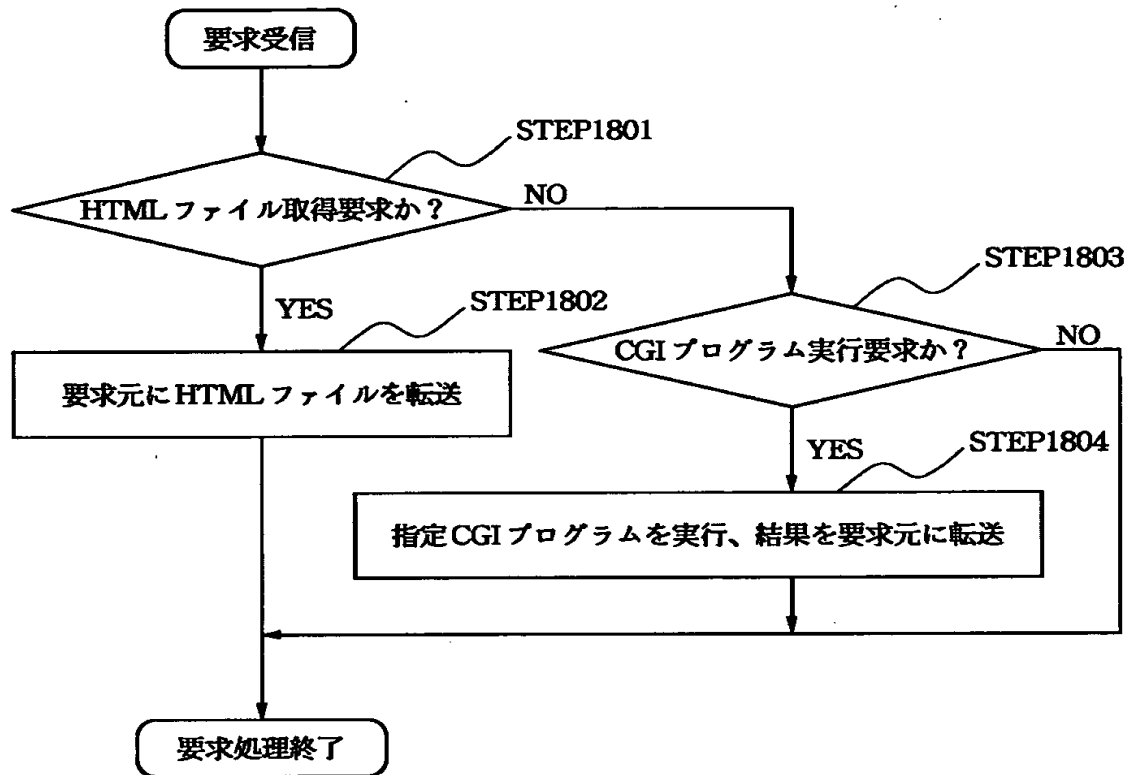 要求受信
STEP1801
HTMLファイル取得要求か?
NO
STEP1803
YES
STEP1802
CGIプログラム実行要求か?
NO
要求元にHTMLファイルを転送
YES
STEP1804
指定CGIプログラムを実行、結果を要求元に転送
要求処理終了